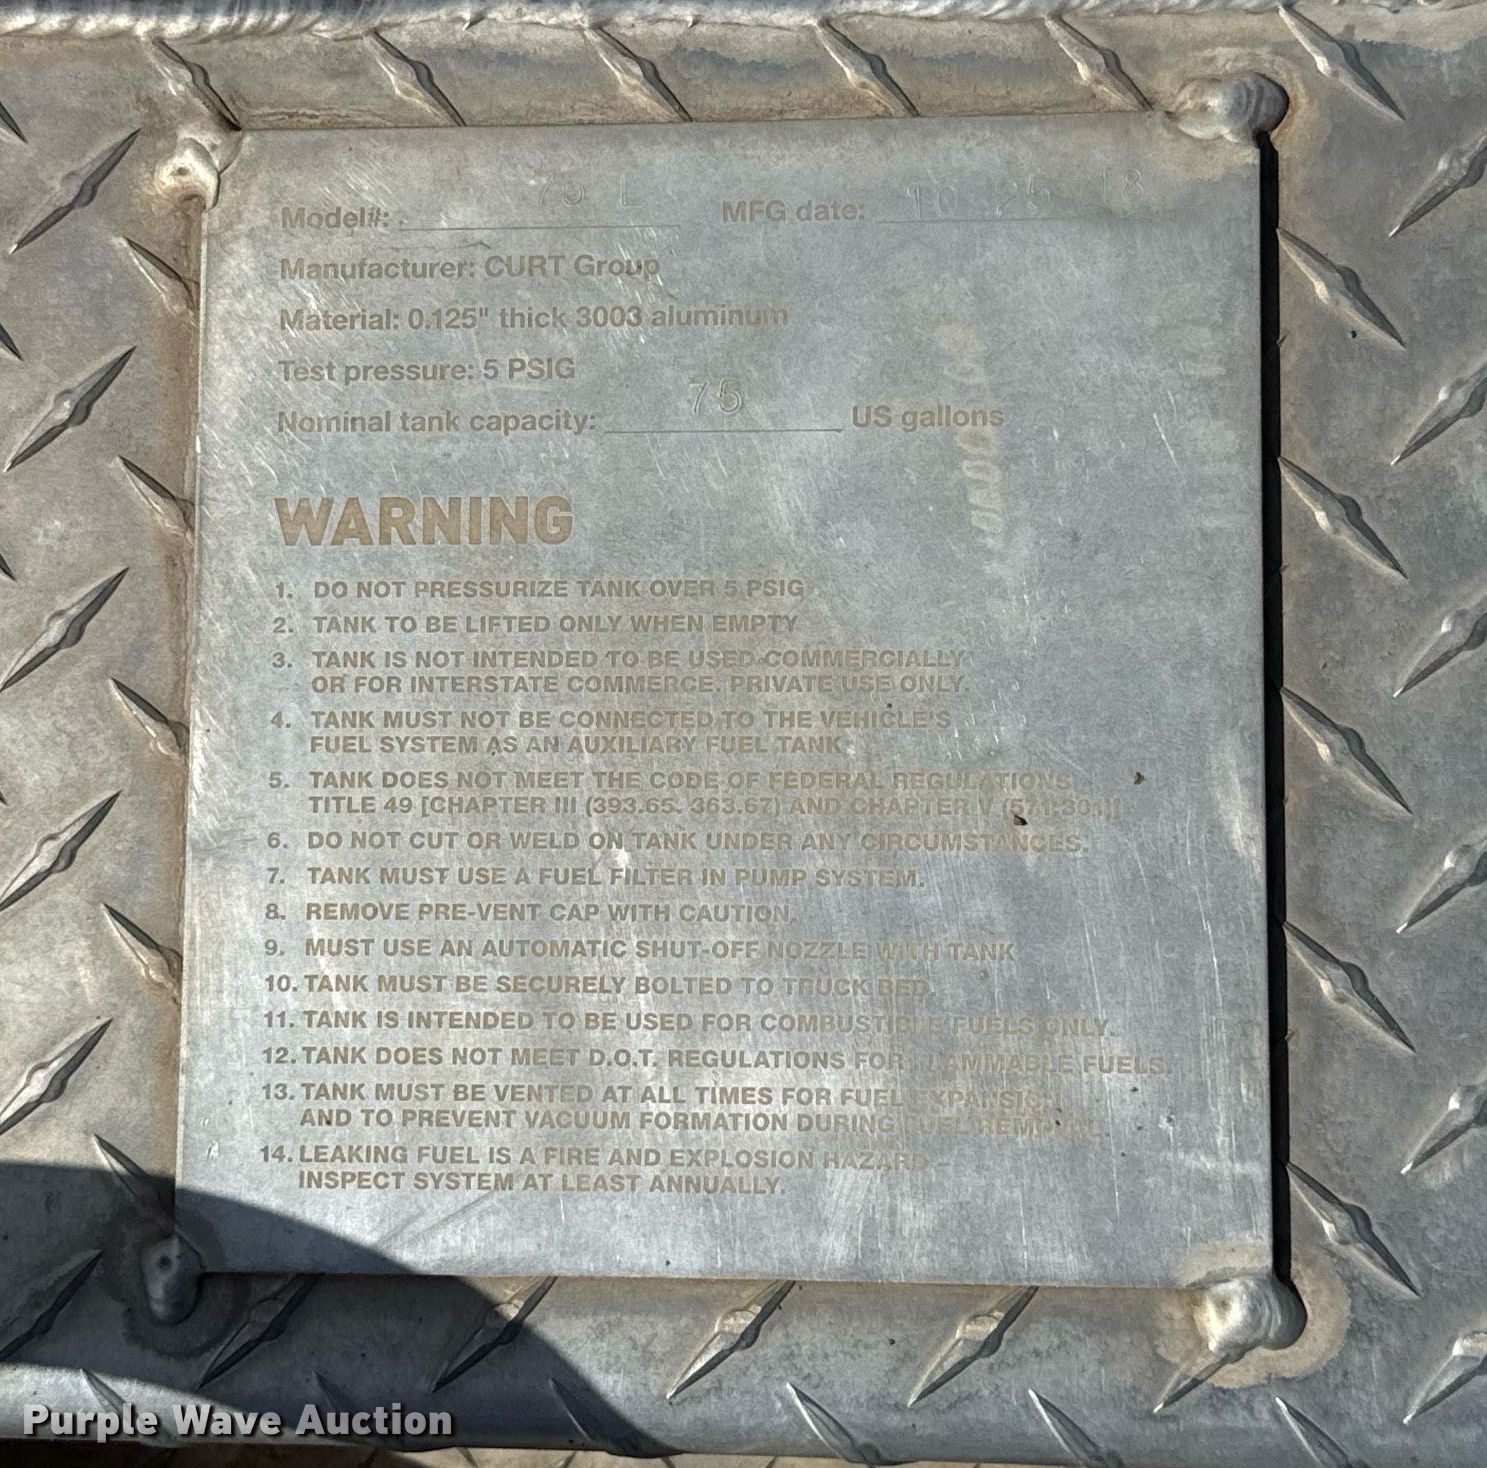 Model#: 75 L MFG date: 10 26 18
Manufacturer: CURT Group
Material: 0.125" thick 3003 aluminum
Test pressure: 5 PSIG
Nominal tank capacity: 75 US gallons
WARNING
1. DO NOT PRESSURIZE TANK OVER 5 PSIG
2. TANK TO BE LIFTED ONLY WHEN EMPTY
3. TANK IS NOT INTENDED TO BE USED COMMERCIALLY
OR FOR INTERSTATE COMMERCE. PRIVATE USE ONLY.
4. TANK MUST NOT BE CONNECTED TO THE VEHICLE'S
FUEL SYSTEM AS AN AUXILIARY FUEL TANK.
5. TANK DOES NOT MEET THE CODE OF FEDERAL REGULATIONS
TITLE 49 [CHAPTER III (393.65. 363.67) AND CHAPTER V
6. DO NOT CUT OR WELD ON TANK UNDER ANY CIRCUMSTANCES.
7. TANK MUST USE A FUEL FILTER IN PUMP SYSTEM.
8. REMOVE PRE-VENT CAP WITH CAUTION.
9. MUST USE AN AUTOMATIC SHUT-OFF NOZZLE WITH TANK
10. TANK MUST BE SECURELY BOLTED TO TRUCK BED.
11. TANK IS INTENDED TO BE USED FOR COMBUSTIBLE FUELS ONLY.
12. TANK DOES NOT MEET D.O.T. REGULATIONS FOR FLAMMABLE FUELS.
13. TANK MUST BE VENTED AT ALL TIMES FOR FUEL EXPANSION
AND TO PREVENT VACUUM FORMATION DURING FUEL REMOVAL.
14. LEAKING FUEL IS A FIRE AND EXPLOSION HAZARD –
INSPECT SYSTEM AT LEAST ANNUALLY.
Purple Wave Auction